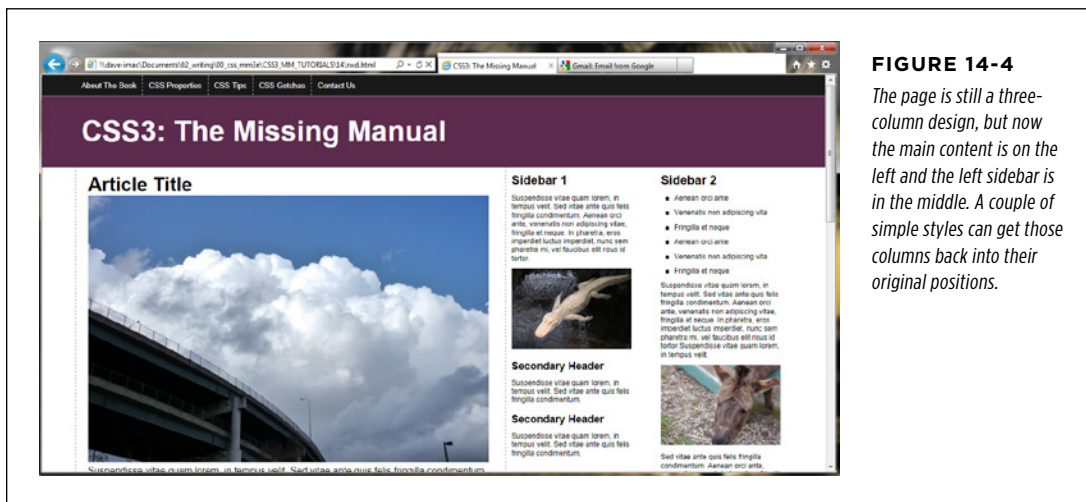 \\dave-imac\Documents\02_writing\00_css_mm3e\CSS3_MM_TUTORIALS\14\rwd.html
CSS3: The Missing Manual
Gmail: Email from Google
About The Book
CSS Properties
CSS Tips
CSS Gotchas
Contact Us
CSS3: The Missing Manual
Article Title
Suspendisse vitae quam lorem, in tempus velit. Sed vitae ante quis felis fringilla condimentum.
Sidebar 1
Suspendisse vitae quam lorem, in
tempus velit. Sed vitae ante quis felis
fringilla condimentum. Aenean orci
ante, venenatis non adipiscing vitae,
fringilla et neque. In pharetra, eros
imperdiet luctus imperdiet, nunc sem
pharetra mi, vel faucibus elit risus id
tortor.
Secondary Header
Suspendisse vitae quam lorem, in
tempus velit. Sed vitae ante quis felis
fringilla condimentum.
Secondary Header
Suspendisse vitae quam lorem, in
tempus velit. Sed vitae ante quis felis
fringilla condimentum.
Sidebar 2
Aenean orci ante
Venenatis non adipiscing vita
Fringilla et neque
Aenean orci ante
Venenatis non adipiscing vita
Fringilla et neque
Suspendisse vitae quam lorem, in
tempus velit. Sed vitae ante quis felis
fringilla condimentum. Aenean orci
ante, venenatis non adipiscing vitae,
fringilla et neque. In pharetra, eros
imperdiet luctus imperdiet, nunc sem
pharetra mi, vel faucibus elit risus id
tortor.Suspendisse vitae quam lorem,
in tempus velit.
Sed vitae ante quis felis fringilla
condimentum. Aenean orci anta,
FIGURE 14-4
The page is still a three-
column design, but now
the main content is on the
left and the left sidebar is
in the middle. A couple of
simple styles can get those
columns back into their
original positions.